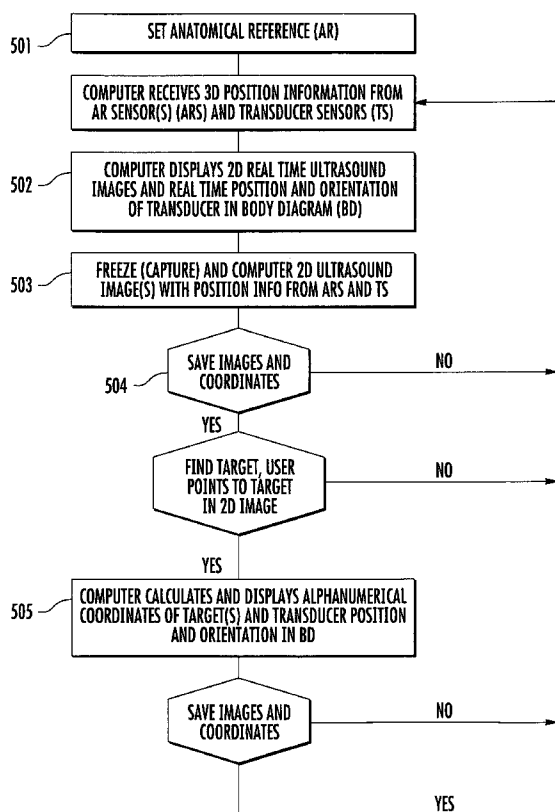 501
SET ANATOMICAL REFERENCE (AR)
COMPUTER RECEIVES 3D POSITION INFORMATION FROM
AR SENSOR(S) (ARS) AND TRANSDUCER SENSORS (TS)
502
COMPUTER DISPLAYS 2D REAL TIME ULTRASOUND
IMAGES AND REAL TIME POSITION AND ORIENTATION
OF TRANSDUCER IN BODY DIAGRAM (BD)
503
FREEZE (CAPTURE) AND COMPUTER 2D ULTRASOUND
IMAGE(S) WITH POSITION INFO FROM ARS AND TS
504
SAVE IMAGES AND
COORDINATES
NO
YES
FIND TARGET, USER
POINTS TO TARGET
IN 2D IMAGE
NO
YES
505
COMPUTER CALCULATES AND DISPLAYS ALPHANUMERICAL
COORDINATES OF TARGET(S) AND TRANSDUCER POSITION
AND ORIENTATION IN BD
SAVE IMAGES AND
COORDINATES
NO
YES